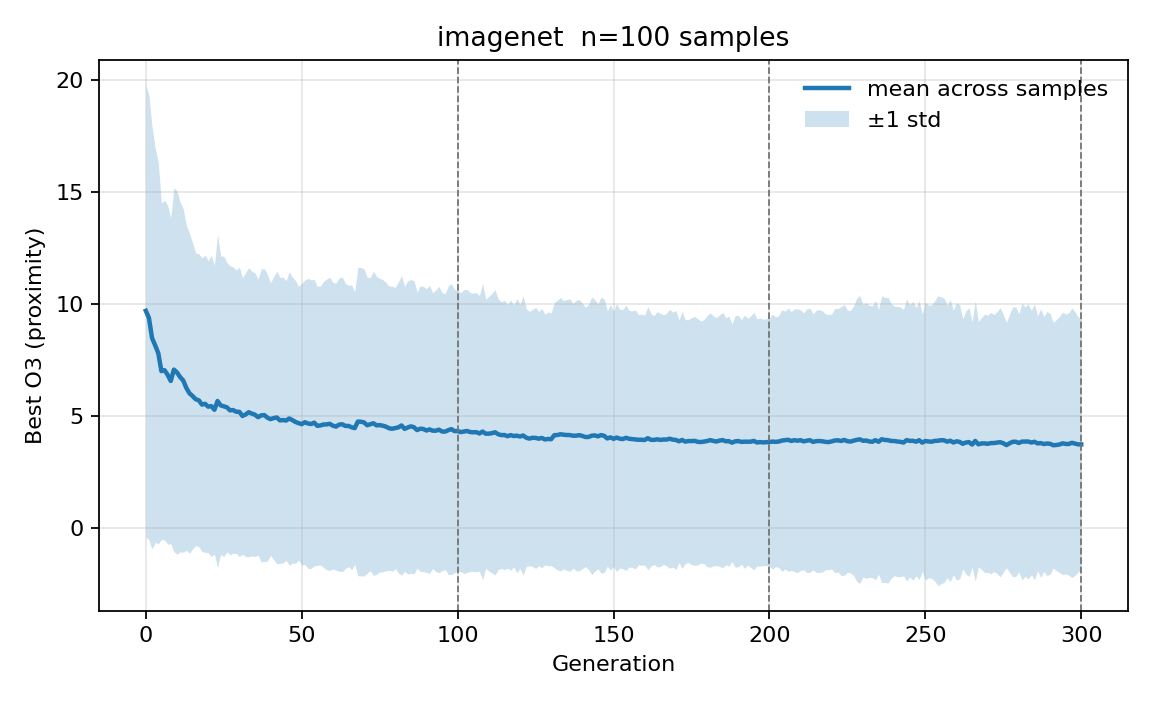 imagenet  n=100 samples
mean across samples
±1 std
Best O3 (proximity)
20
15
10
5
0
0 50 100 150 200 250 300
Generation